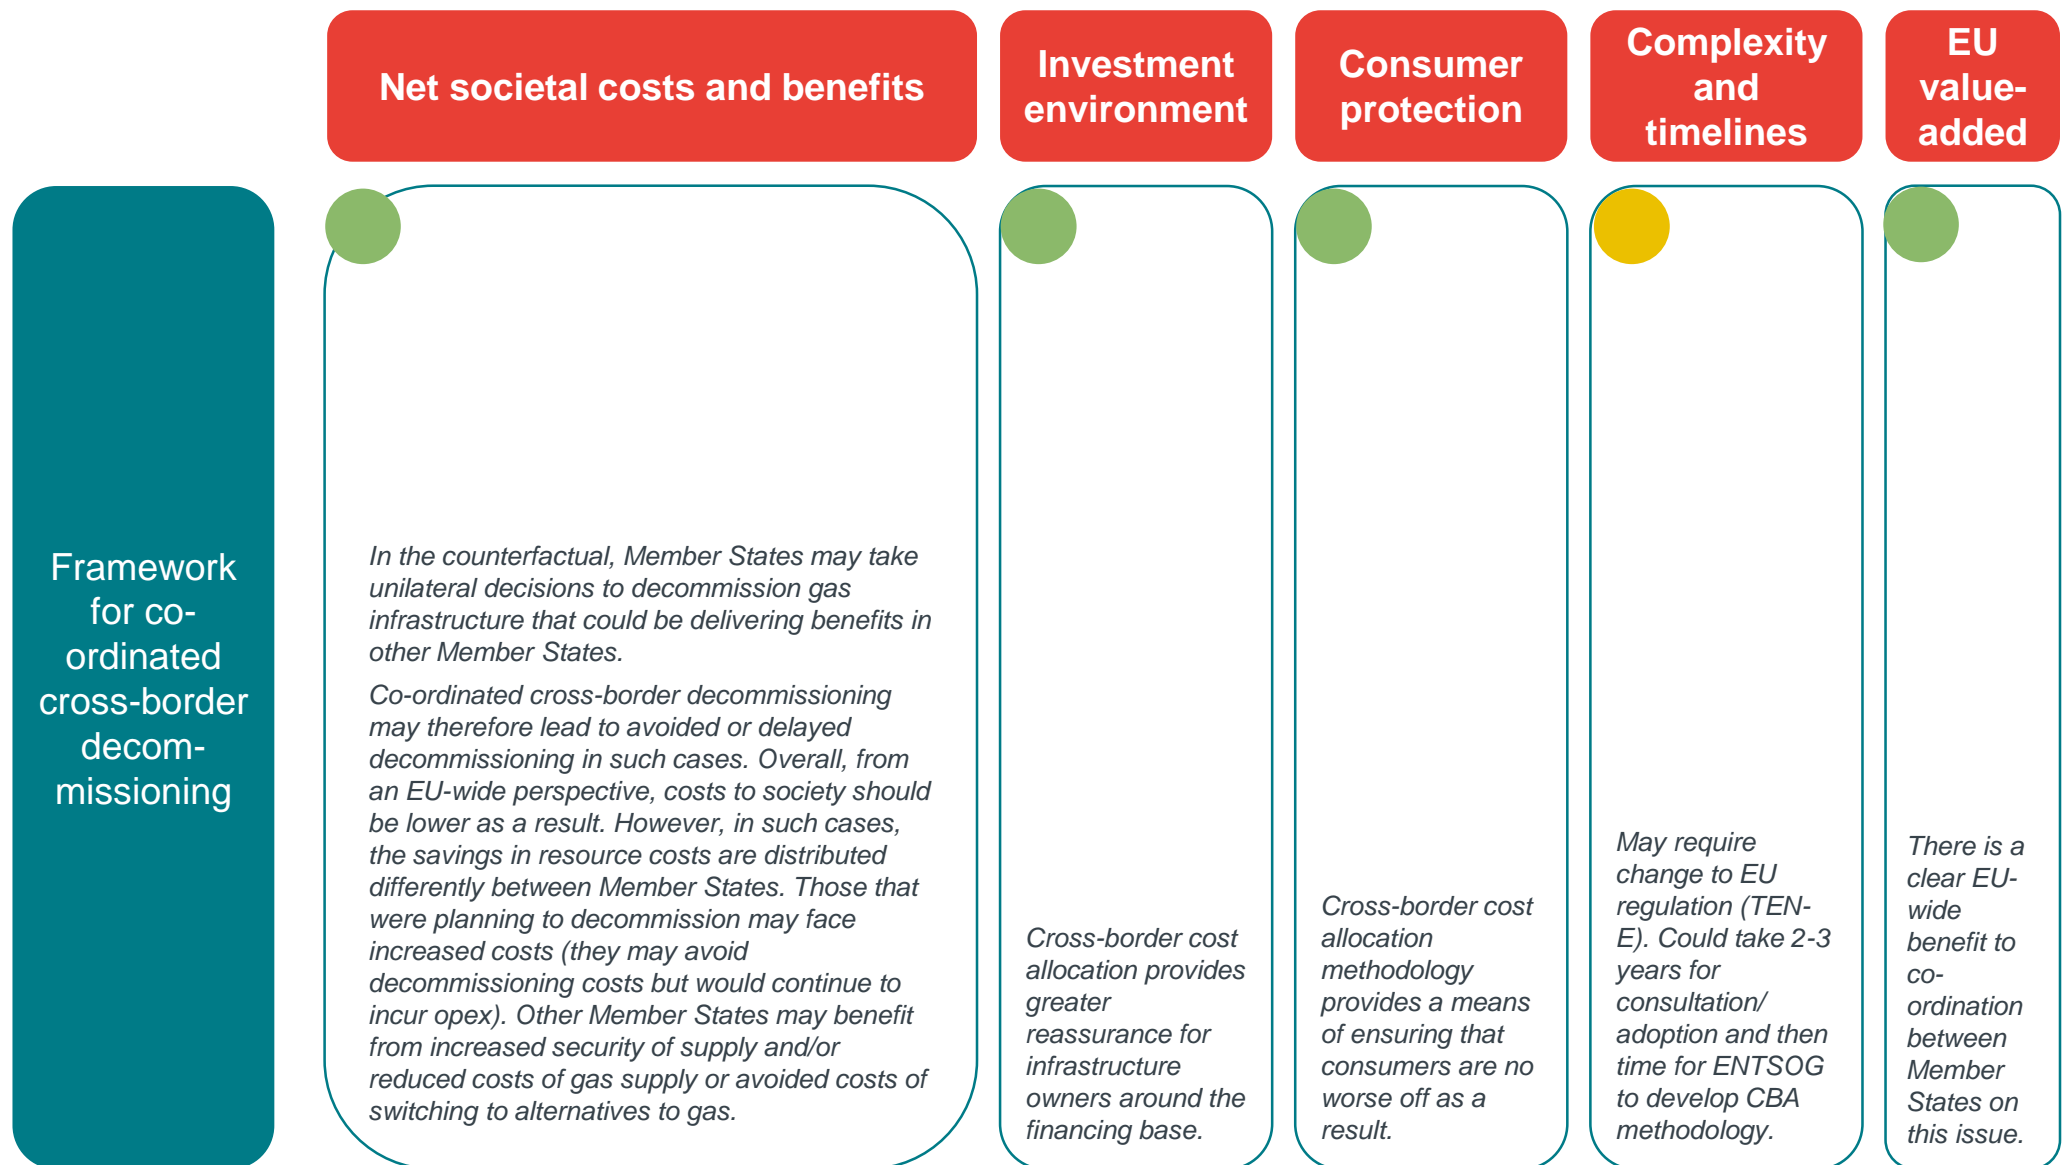 Net societal costs and benefits
Investment
environment
Consumer
protection
Complexity
and
timelines
EU
value-
added
Framework
for co-
ordinated
cross-border
decom-
missioning
In the counterfactual, Member States may take
unilateral decisions to decommission gas
infrastructure that could be delivering benefits in
other Member States.
Co-ordinated cross-border decommissioning
may therefore lead to avoided or delayed
decommissioning in such cases. Overall, from
an EU-wide perspective, costs to society should
be lower as a result. However, in such cases,
the savings in resource costs are distributed
differently between Member States. Those that
were planning to decommission may face
increased costs (they may avoid
decommissioning costs but would continue to
incur opex). Other Member States may benefit
from increased security of supply and/or
reduced costs of gas supply or avoided costs of
switching to alternatives to gas.
Cross-border cost
allocation provides
greater
reassurance for
infrastructure
owners around the
financing base.
Cross-border cost
allocation
methodology
provides a means
of ensuring that
consumers are no
worse off as a
result.
May require
change to EU
regulation (TEN-
E). Could take 2-3
years for
consultation/
adoption and then
time for ENTSOG
to develop CBA
methodology.
There is a
clear EU-
wide
benefit to
co-
ordination
between
Member
States on
this issue.